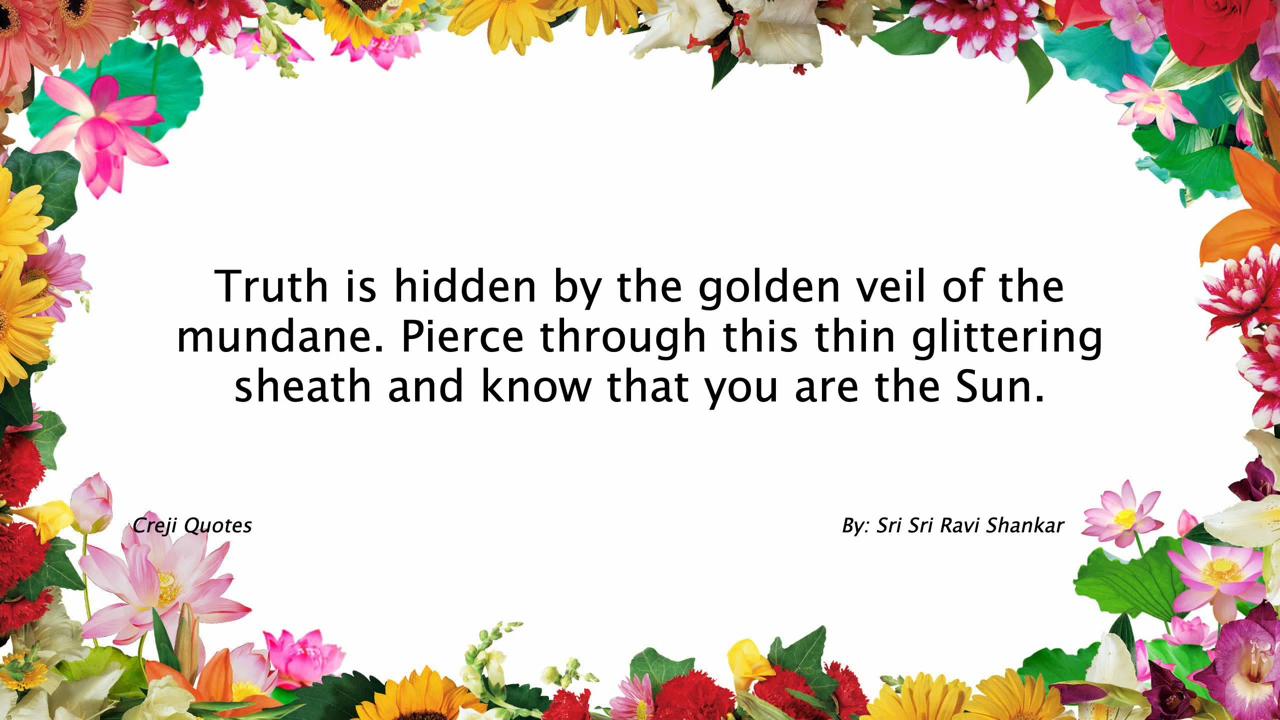 Truth is hidden by the golden veil of the
mundane. Pierce through this thin glittering
sheath and know that you are the Sun.
Creji Quotes
By: Sri Sri Ravi Shankar